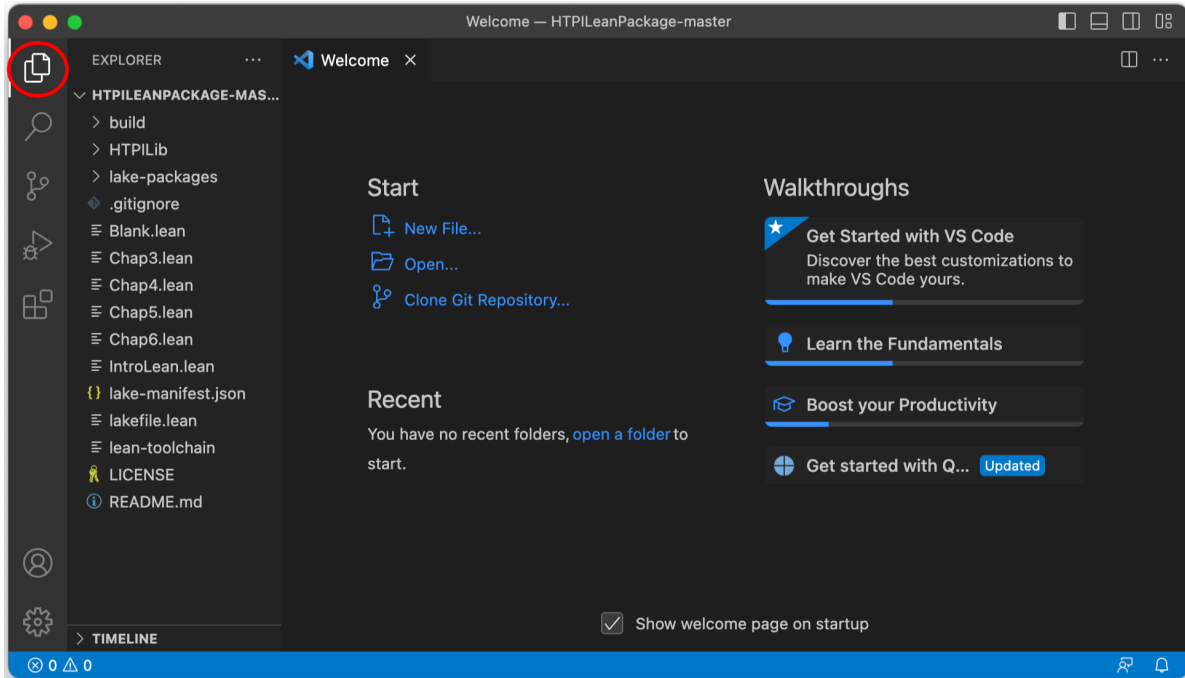 Welcome — HTPILeanPackage-master
EXPLORER
Welcome
HTPILEANPACKAGE-MAS...
build
HTPILib
lake-packages
.gitignore
Blank.lean
Chap3.lean
Chap4.lean
Chap5.lean
Chap6.lean
IntroLean.lean
lake-manifest.json
lakefile.lean
lean-toolchain
LICENSE
README.md
TIMELINE
Start
New File...
Open...
Clone Git Repository...
Recent
You have no recent folders, open a folder to
start.
Walkthroughs
Get Started with VS Code
Discover the best customizations to
make VS Code yours.
Learn the Fundamentals
Boost your Productivity
Get started with Q... Updated
Show welcome page on startup
0 0